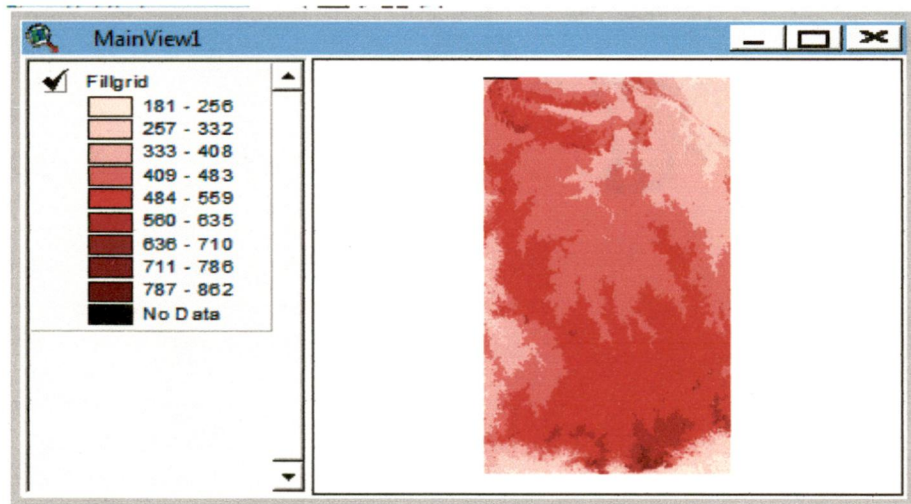 MainView1
Fillgrid
181 - 256
257 - 332
333 - 408
409 - 483
484 - 559
560 - 635
636 - 710
711 - 786
787 - 862
No Data